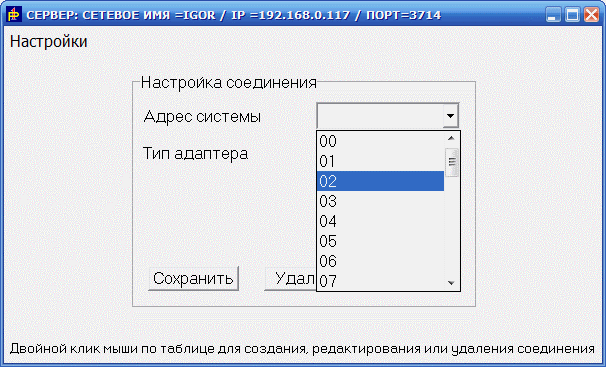 СЕРВЕР: СЕТЕВОЕ ИМЯ =IGOR / IP =192.168.0.117 / ПОРТ=3714
Настройки
Настройка соединения
Адрес системы
Тип адаптера
00
01
02
03
04
05
06
07
Сохранить Удал
Двойной клик мыши по таблице для создания, редактирования или удаления соединения